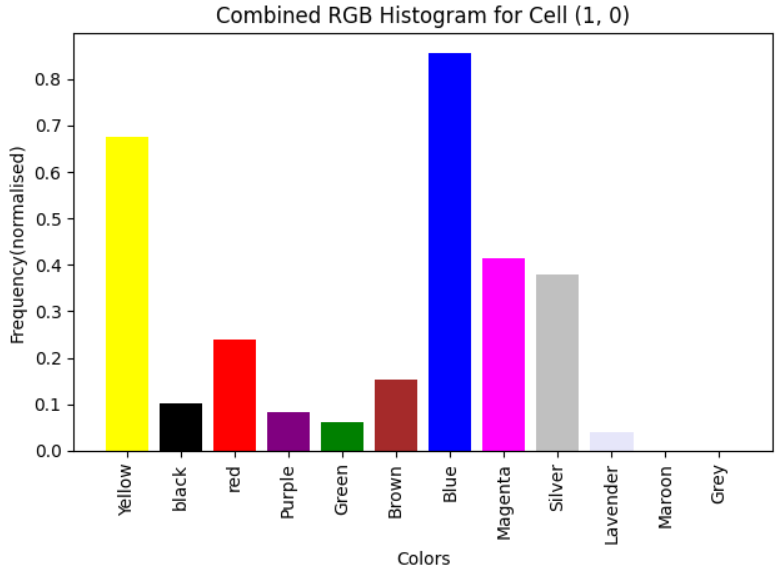 Combined RGB Histogram for Cell (1, 0)
Frequency(normalised)
0.8
0.7
0.6
0.5
0.4
0.3
0.2
0.1
0.0
Yellow
black
red
Purple
Green
Brown
Blue
Magenta
Silver
Lavender
Maroon
Grey
Colors